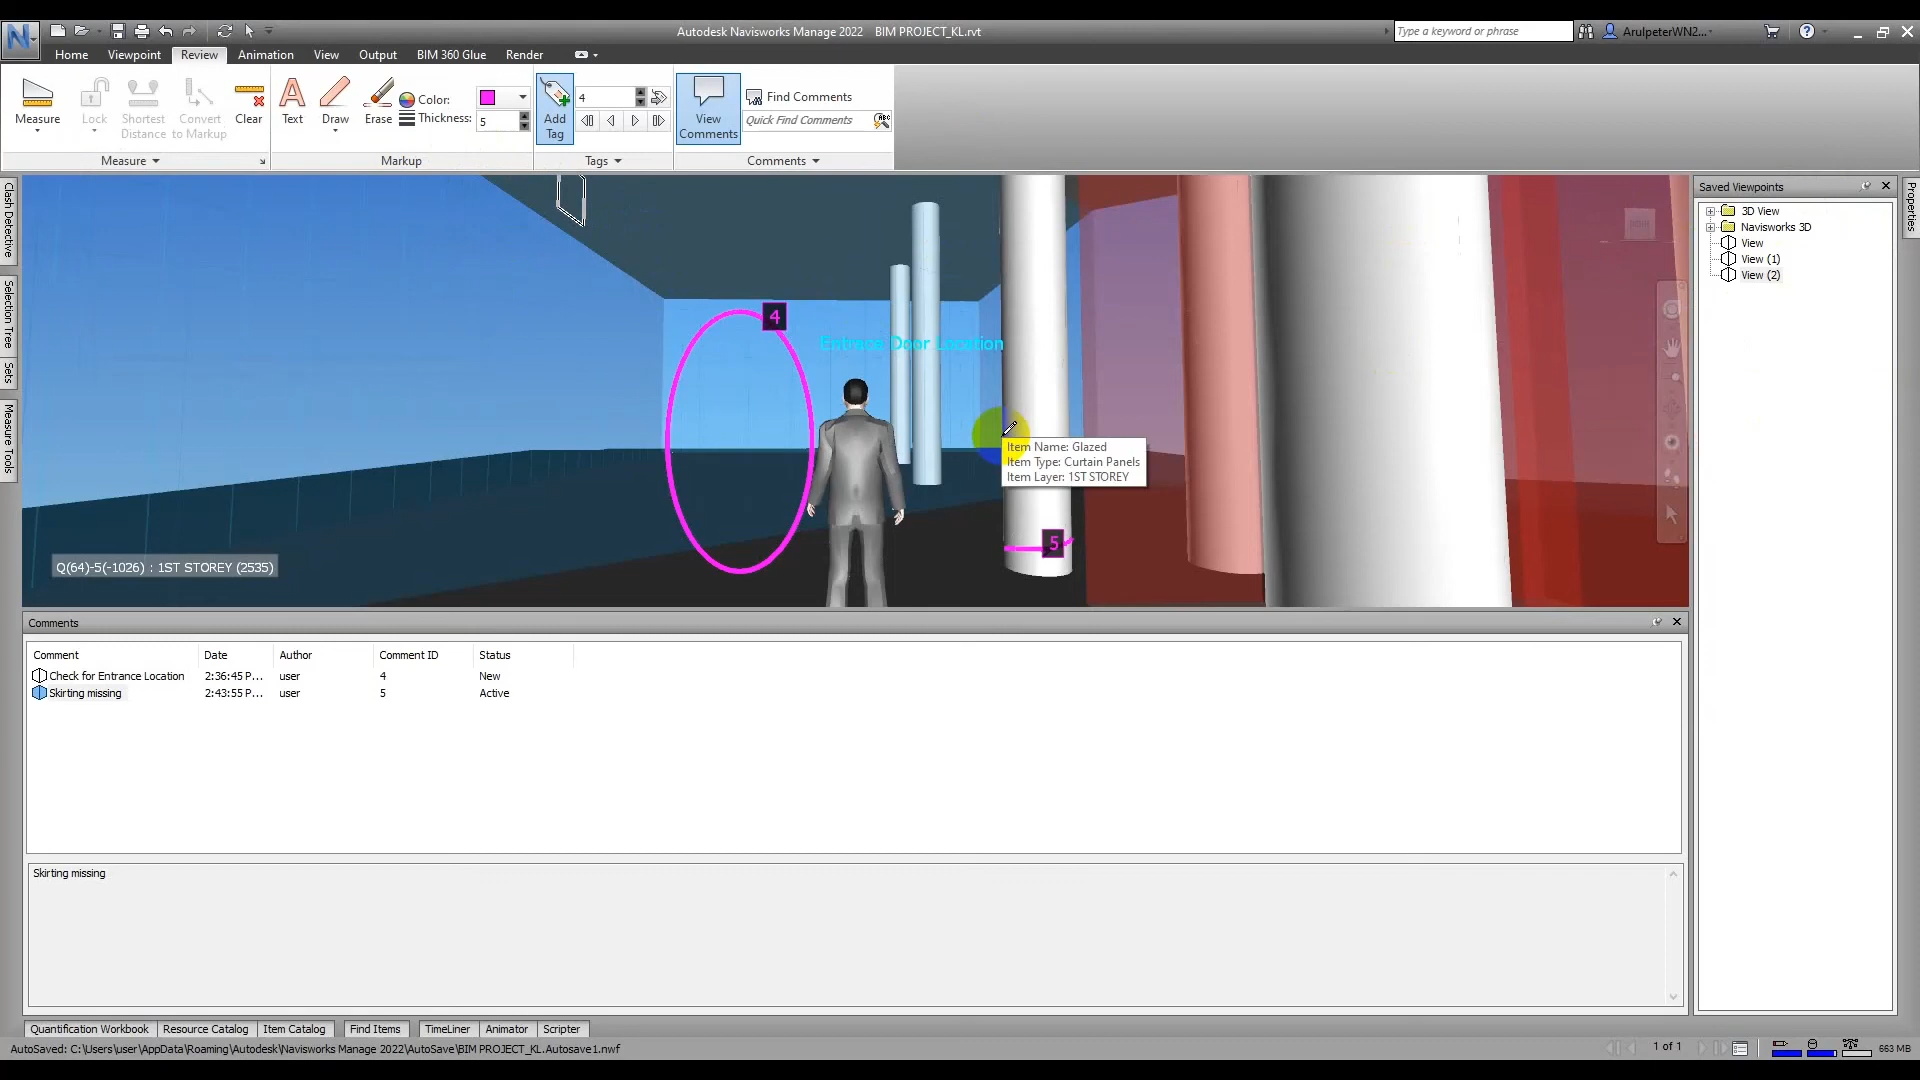 Autodesk Navisworks Manage 2022 BIM PROJECT_KL.rvt
Type a keyword or phrase
ArulpeterWN2...
Home Viewpoint Review Animation View Output BIM 360 Glue Render
Measure
Lock
Shortest
Distance
Convert
to Markup
Clear
Text
Draw
Erase
Color:
Thickness: 5
Add
Tag
4
View
Comments
Find Comments
Quick Find Comments
Measure
Markup
Tags
Comments
Clash Detective
Selection Tree
Sets
Measure Tools
4
Entrace Door Location
Item Name: Glazed
Item Type: Curtain Panels
Item Layer: 1ST STOREY
5
Q(64)-5(-1026) : 1ST STOREY (2535)
Saved Viewpoints
3D View
Navisworks 3D
View
View (1)
View (2)
Properties
Comments
Comment Date Author Comment ID Status
Check for Entrance Location 2:36:45 P... user 4 New
Skirting missing 2:43:55 P... user 5 Active
Skirting missing
Quantification Workbook Resource Catalog Item Catalog Find Items TimeLiner Animator Scripter
AutoSaved: C:\Users\user\AppData\Roaming\Autodesk\Navisworks Manage 2022\AutoSave\BIM PROJECT_KL.Autosave1.nwf
1 of 1
663 MB